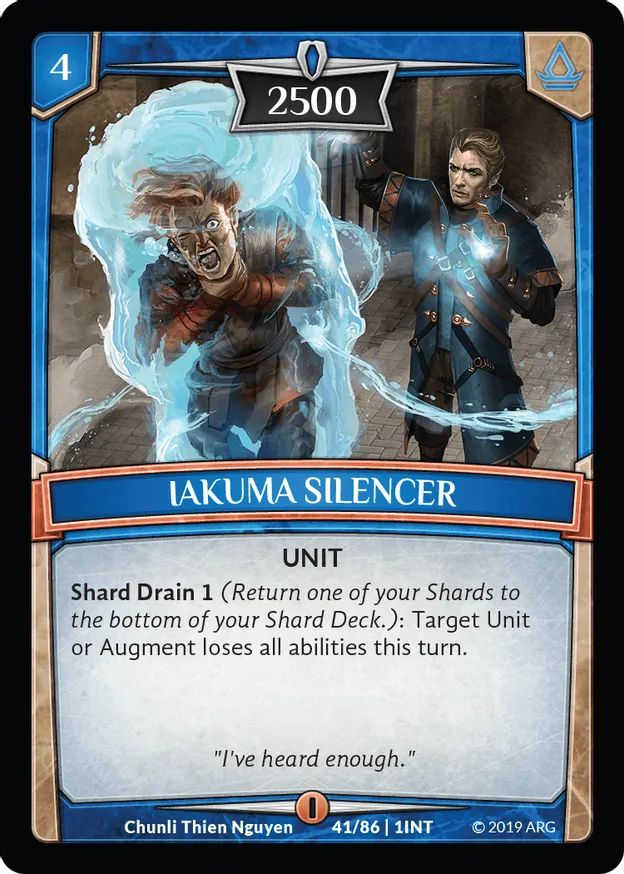 4
2500
IAKUMA SILENCER
UNIT
Shard Drain 1 (Return one of your Shards to
the bottom of your Shard Deck.): Target Unit
or Augment loses all abilities this turn.
"I've heard enough."
I
Chunli Thien Nguyen 41/86 | 1INT © 2019 ARG